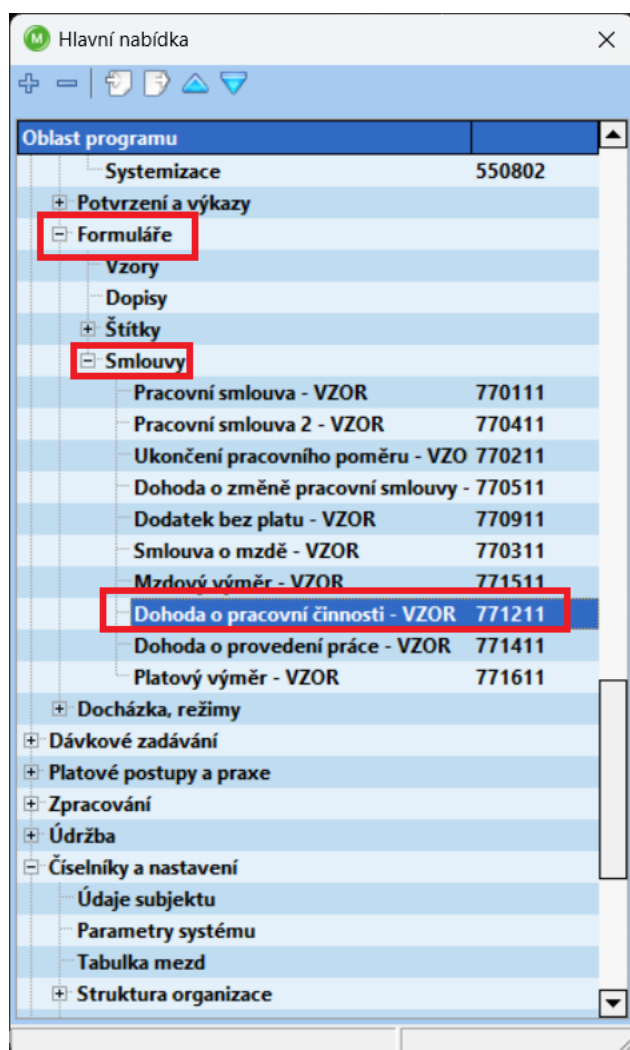 Hlavní nabídka
Oblast programu
Systemizace 550802
Potvrzení a výkazy
Formuláře
Vzory
Dopisy
Štítky
Smlouvy
Pracovní smlouva - VZOR 770111
Pracovní smlouva 2 - VZOR 770411
Ukončení pracovního poměru - VZO 770211
Dohoda o změně pracovní smlouvy - 770511
Dodatek bez platu - VZOR 770911
Smlouva o mzdě - VZOR 770311
Mzdový výměr - VZOR 771511
Dohoda o pracovní činnosti - VZOR 771211
Dohoda o provedení práce - VZOR 771411
Platový výměr - VZOR 771611
Docházka, režimy
Dávkové zadávání
Platové postupy a praxe
Zpracování
Údržba
Číselníky a nastavení
Údaje subjektu
Parametry systému
Tabulka mezd
Struktura organizace